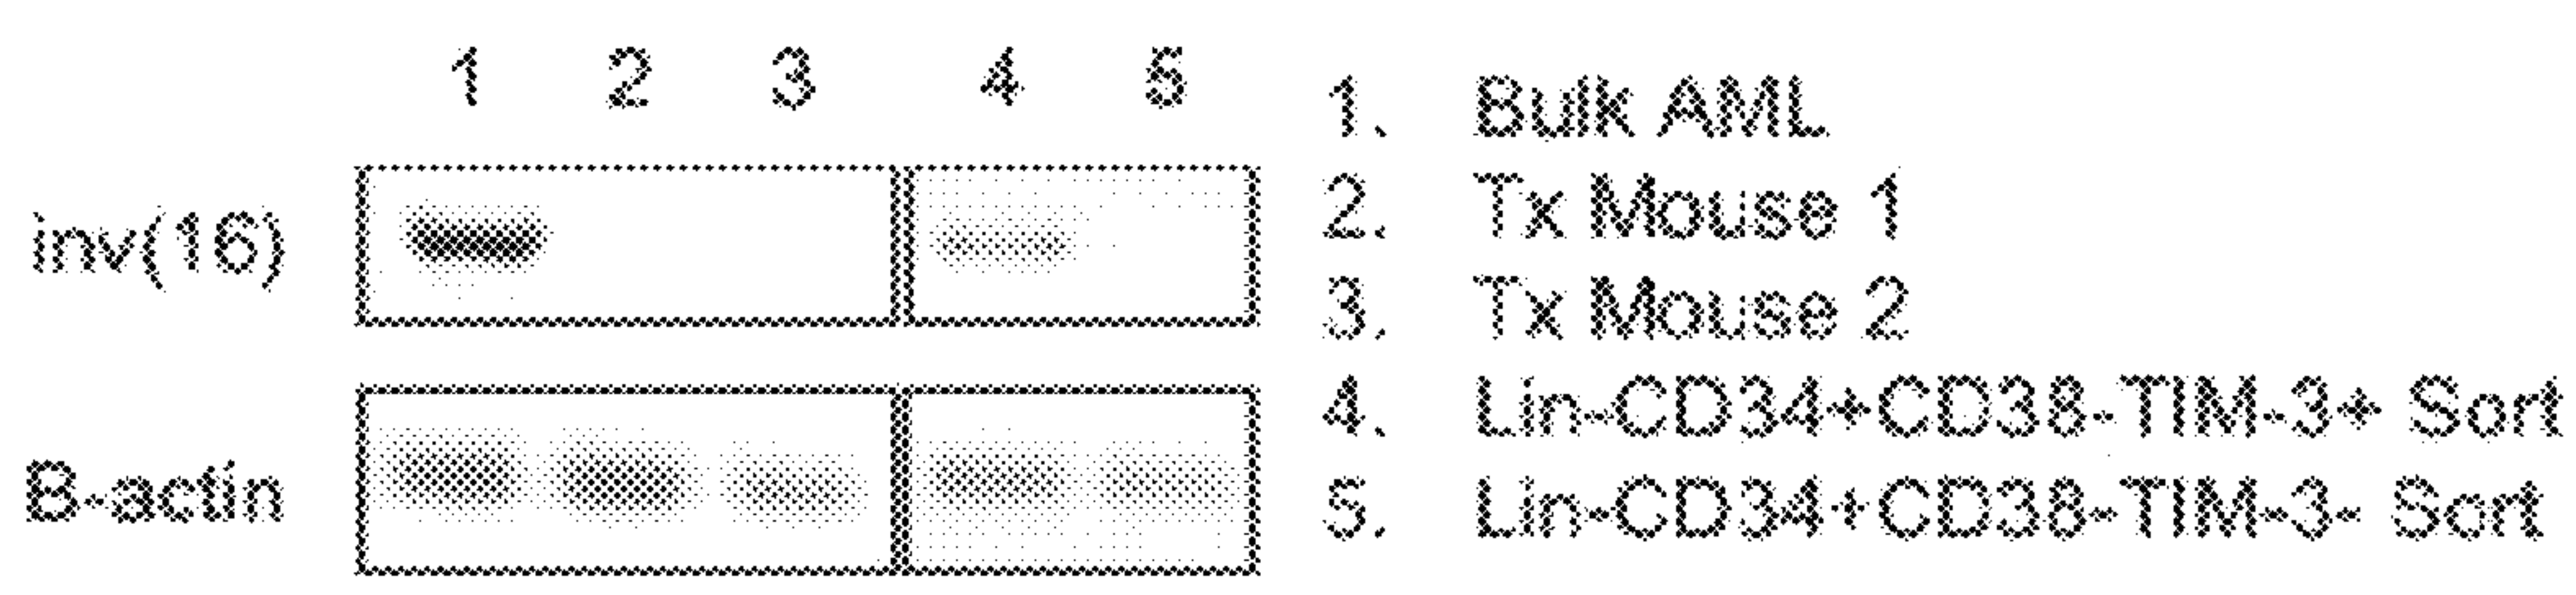 1 2 3 4 5
inv(16)
B-actin
1. Bulk AML
2. Tx Mouse 1
3. Tx Mouse 2
4. Lin-CD34+CD38-TIM-3+ Sort
5. Lin-CD34+CD38-TIM-3- Sort